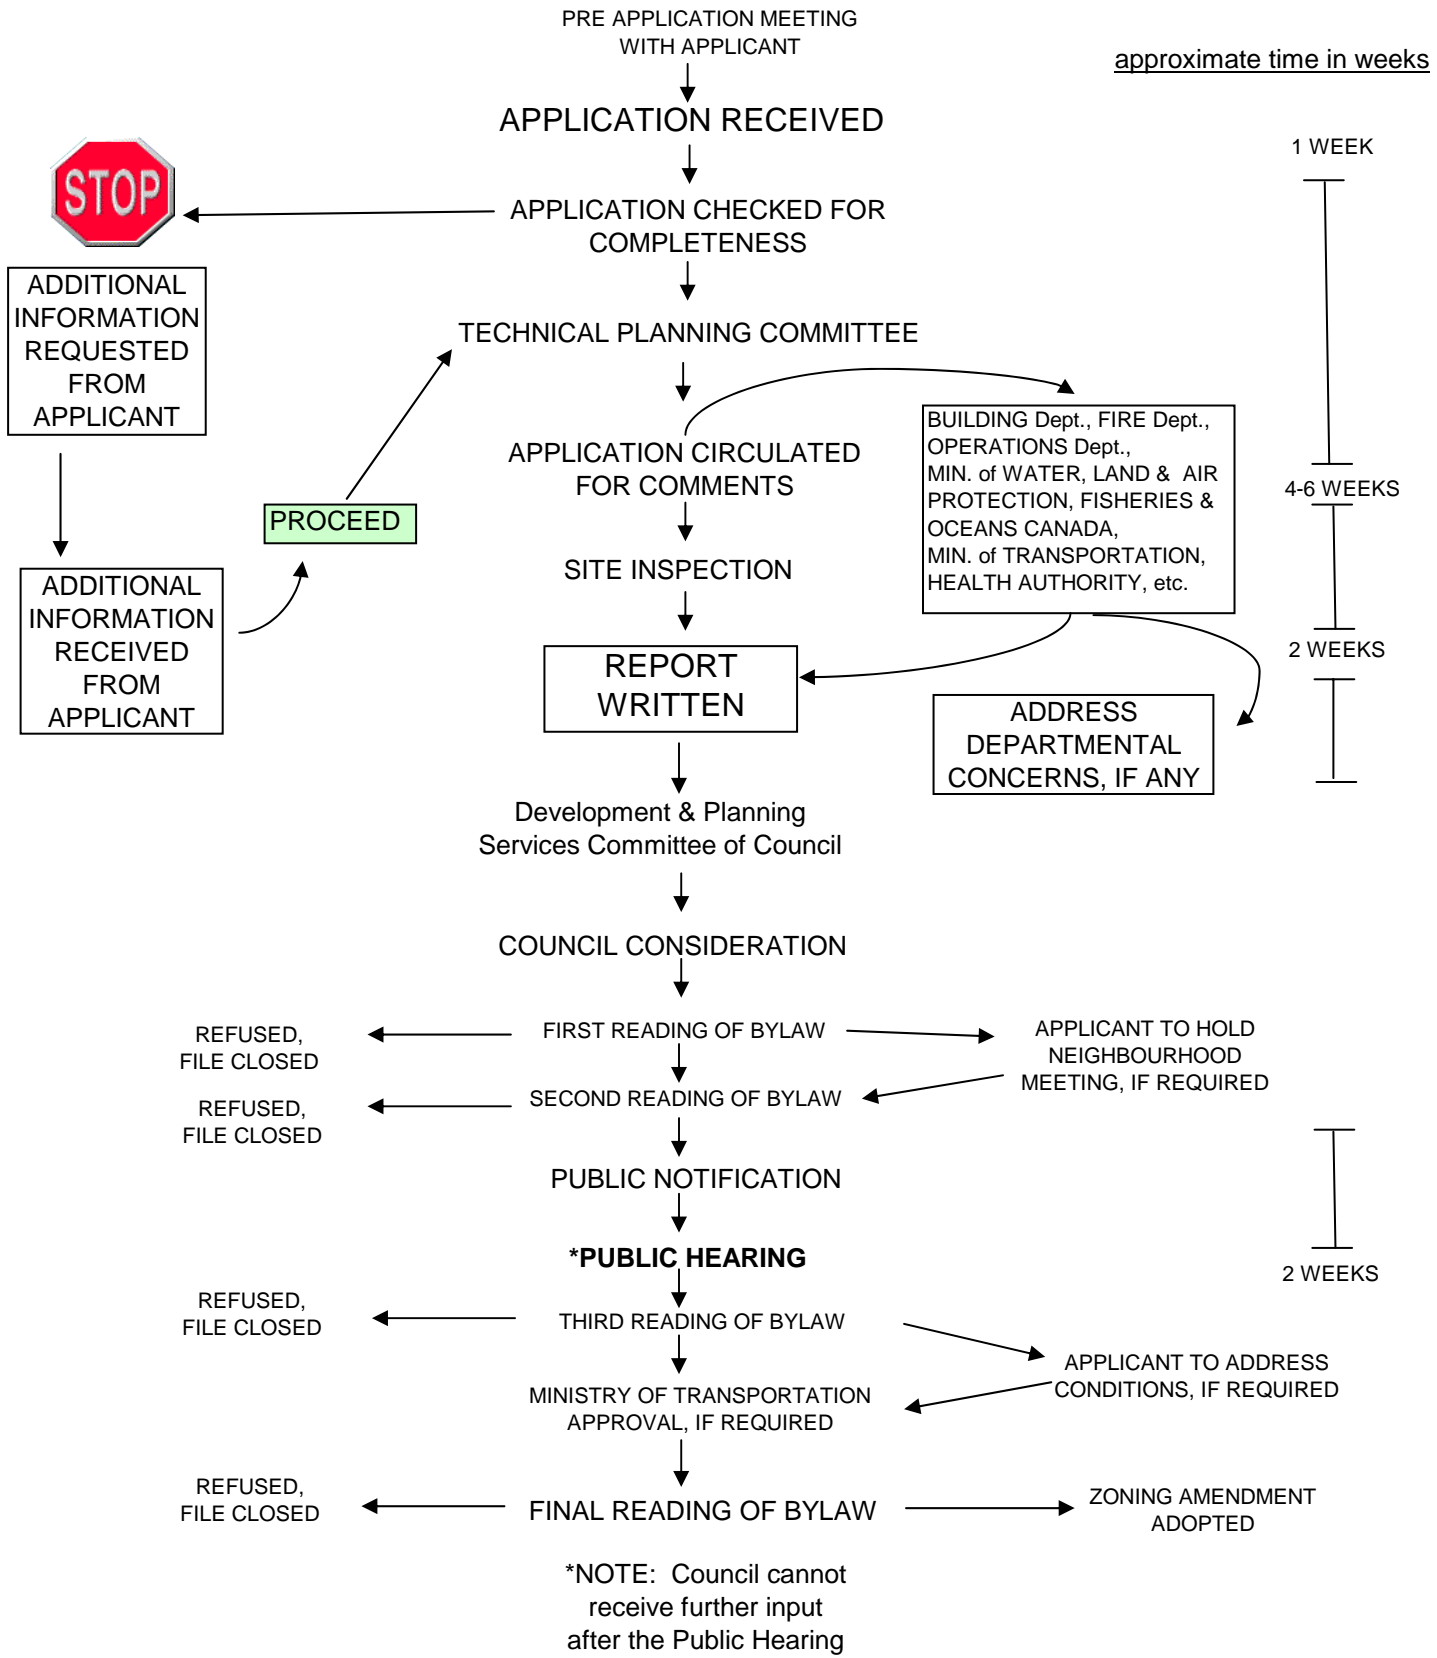 PRE APPLICATION MEETING
WITH APPLICANT
approximate time in weeks
APPLICATION RECEIVED
1 WEEK
STOP
APPLICATION CHECKED FOR
COMPLETENESS
ADDITIONAL
INFORMATION
REQUESTED
FROM
APPLICANT
TECHNICAL PLANNING COMMITTEE
BUILDING Dept., FIRE Dept.,
OPERATIONS Dept.,
MIN. of WATER, LAND & AIR
PROTECTION, FISHERIES &
OCEANS CANADA,
MIN. of TRANSPORTATION,
HEALTH AUTHORITY, etc.
APPLICATION CIRCULATED
FOR COMMENTS
4-6 WEEKS
PROCEED
SITE INSPECTION
ADDITIONAL
INFORMATION
RECEIVED
FROM
APPLICANT
2 WEEKS
REPORT
WRITTEN
ADDRESS
DEPARTMENTAL
CONCERNS, IF ANY
Development & Planning
Services Committee of Council
COUNCIL CONSIDERATION
REFUSED,
FILE CLOSED
FIRST READING OF BYLAW
APPLICANT TO HOLD
NEIGHBOURHOOD
MEETING, IF REQUIRED
REFUSED,
FILE CLOSED
SECOND READING OF BYLAW
PUBLIC NOTIFICATION
*PUBLIC HEARING
2 WEEKS
REFUSED,
FILE CLOSED
THIRD READING OF BYLAW
APPLICANT TO ADDRESS
CONDITIONS, IF REQUIRED
MINISTRY OF TRANSPORTATION
APPROVAL, IF REQUIRED
REFUSED,
FILE CLOSED
FINAL READING OF BYLAW
ZONING AMENDMENT
ADOPTED
*NOTE: Council cannot
receive further input
after the Public Hearing